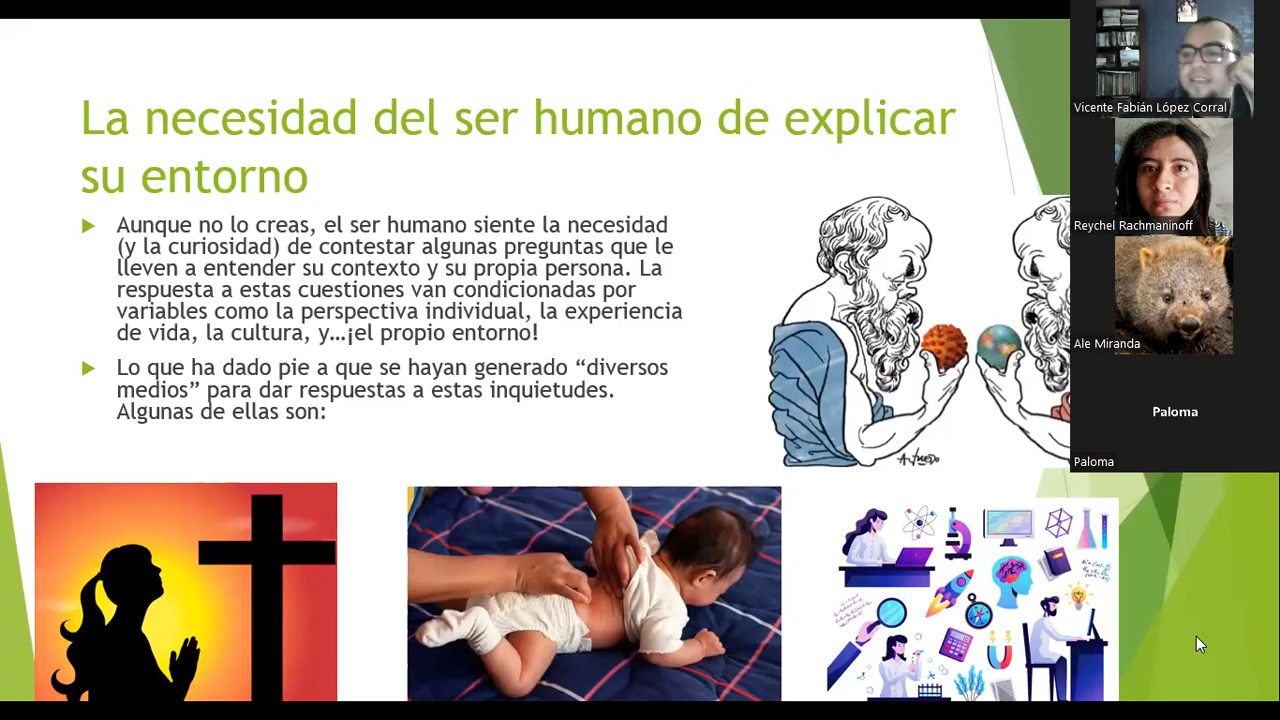 La necesidad del ser humano de explicar
su entorno
Aunque no lo creas, el ser humano siente la necesidad
(y la curiosidad) de contestar algunas preguntas que le
lleven a entender su contexto y su propia persona. La
respuesta a estas cuestiones van condicionadas por
variables como la perspectiva individual, la experiencia
de vida, la cultura, y…¡el propio entorno!
Lo que ha dado pie a que se hayan generado “diversos
medios” para dar respuestas a estas inquietudes.
Algunas de ellas son:
Vicente Fabián López Corral
Reychel Rachmaninoff
Ale Miranda
Paloma
Paloma